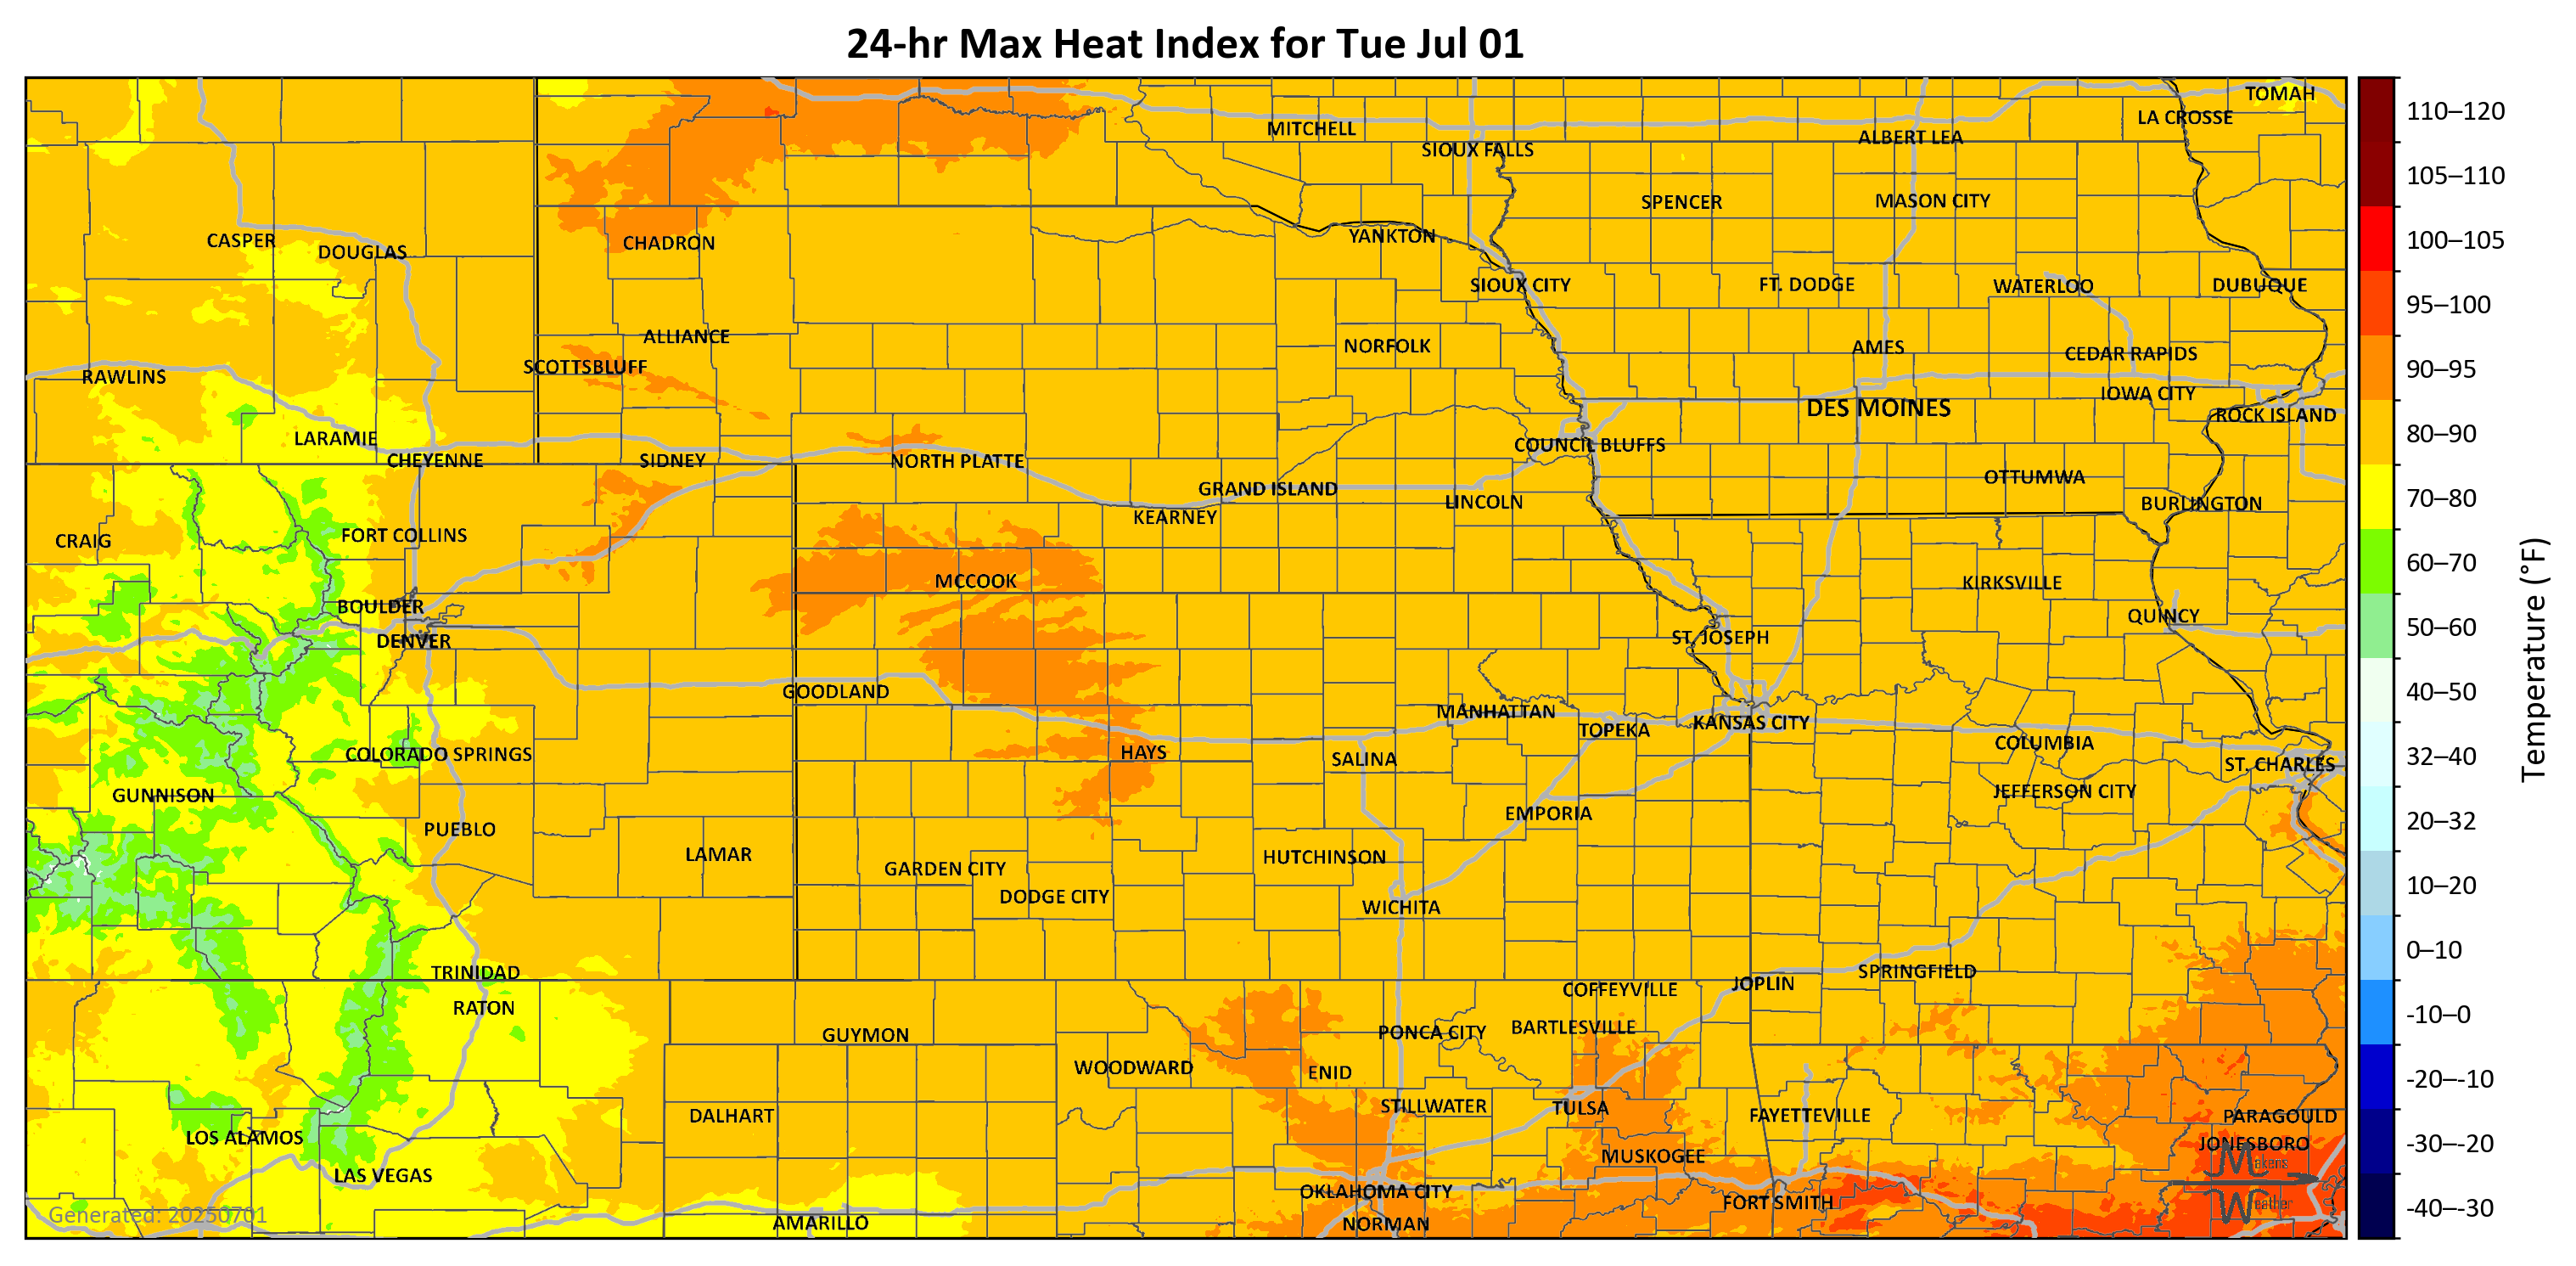 24-hr Max Heat Index for Tue Jul 01
TOMAH
LA CROSSE
MITCHELL
ALBERT LEA
SIOUX FALLS
SPENCER
MASON CITY
CASPER
DOUGLAS
CHADRON
YANKTON
SIOUX CITY
FT. DODGE
WATERLOO
DUBUQUE
ALLIANCE
NORFOLK
AMES
CEDAR RAPIDS
SCOTTSBLUFF
RAWLINS
IOWA CITY
DES MOINES
ROCK ISLAND
LARAMIE
COUNCIL BLUFFS
CHEYENNE
SIDNEY
NORTH PLATTE
OTTUMWA
GRAND ISLAND
LINCOLN
BURLINGTON
KEARNEY
CRAIG
FORT COLLINS
MCCOOK
KIRKSVILLE
BOULDER
QUINCY
DENVER
ST. JOSEPH
GOODLAND
MANHATTAN
TOPEKA
KANSAS CITY
COLORADO SPRINGS
HAYS
SALINA
COLUMBIA
ST. CHARLES
GUNNISON
JEFFERSON CITY
PUEBLO
EMPORIA
LAMAR
GARDEN CITY
HUTCHINSON
DODGE CITY
WICHITA
TRINIDAD
SPRINGFIELD
JOPLIN
RATON
COFFEYVILLE
GUYMON
PONCA CITY
BARTLESVILLE
WOODWARD
ENID
DALHART
STILLWATER
TULSA
FAYETTEVILLE
PARAGOULD
LOS ALAMOS
JONESBORO
LAS VEGAS
MUSKOGEE
OKLAHOMA CITY
FORT SMITH
AMARILLO
NORMAN
Makens
Weather
Generated: 20250701
110–120
105–110
100–105
95–100
90–95
80–90
70–80
60–70
50–60
40–50
32–40
20–32
10–20
0–10
-10–0
-20–-10
-30–-20
-40–-30
Temperature (°F)